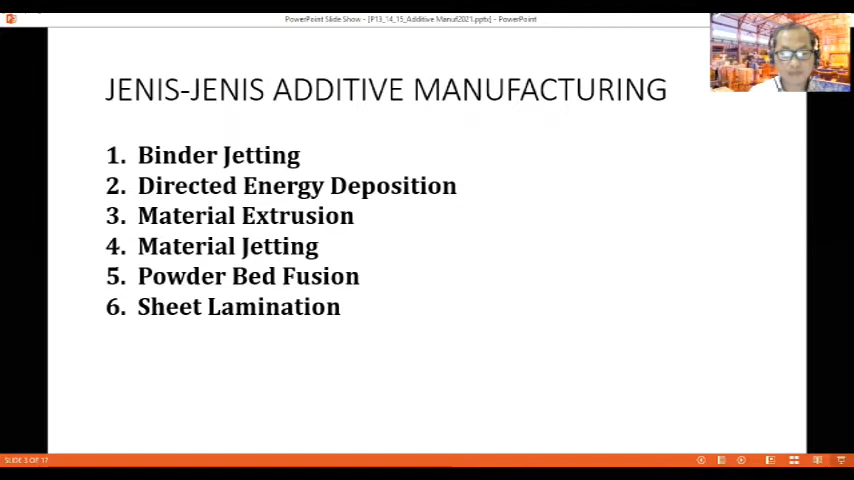 PowerPoint Slide Show - [P13_14_15_Additive Manuf2021.pptx] - PowerPoint
JENIS-JENIS ADDITIVE MANUFACTURING
1. Binder Jetting
2. Directed Energy Deposition
3. Material Extrusion
4. Material Jetting
5. Powder Bed Fusion
6. Sheet Lamination
SLIDE 3 OF 17